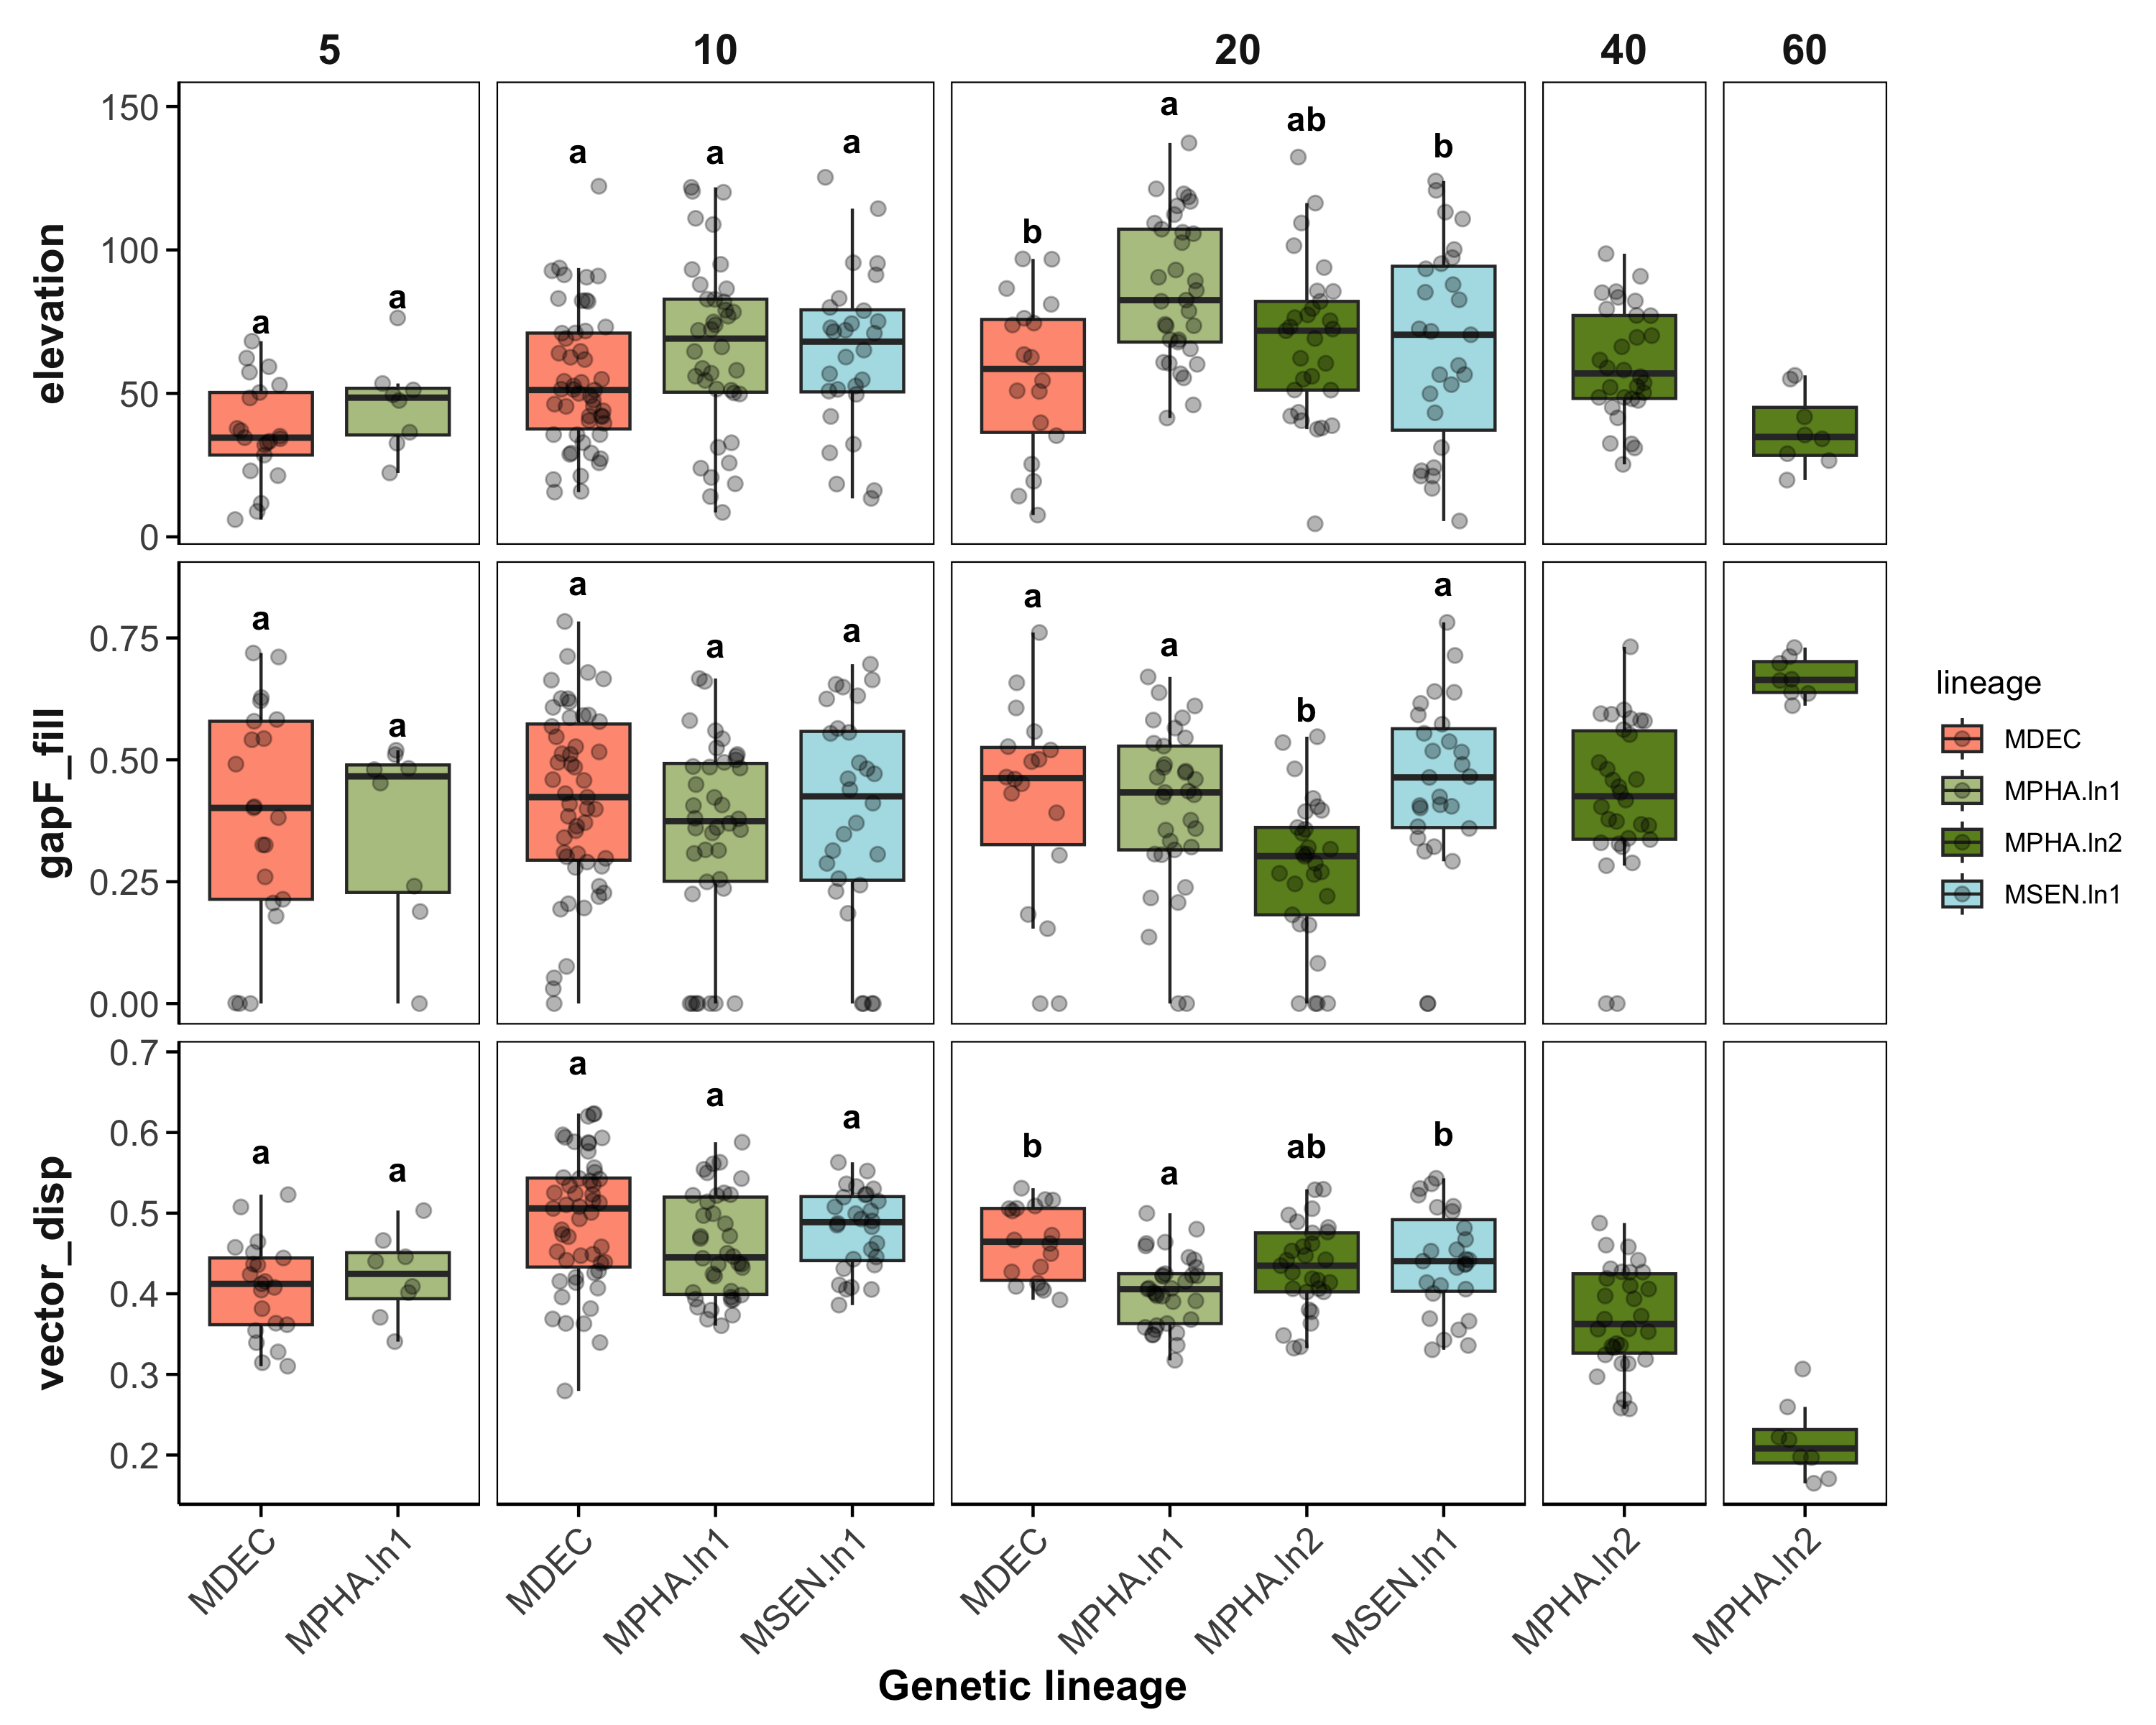 5 10 20 40 60
elevation
150
100
50
0
a a
a a a
b a ab b
gapF_fill
0.75
0.50
0.25
0.00
a a
a a a
a a b a
vector_disp
0.7
0.6
0.5
0.4
0.3
0.2
a a
a a a
b a ab b
MDEC MPHA.ln1 MDEC MPHA.ln1 MSEN.ln1 MDEC MPHA.ln1 MPHA.ln2 MSEN.ln1 MPHA.ln2 MPHA.ln2
Genetic lineage
lineage
MDEC
MPHA.ln1
MPHA.ln2
MSEN.ln1